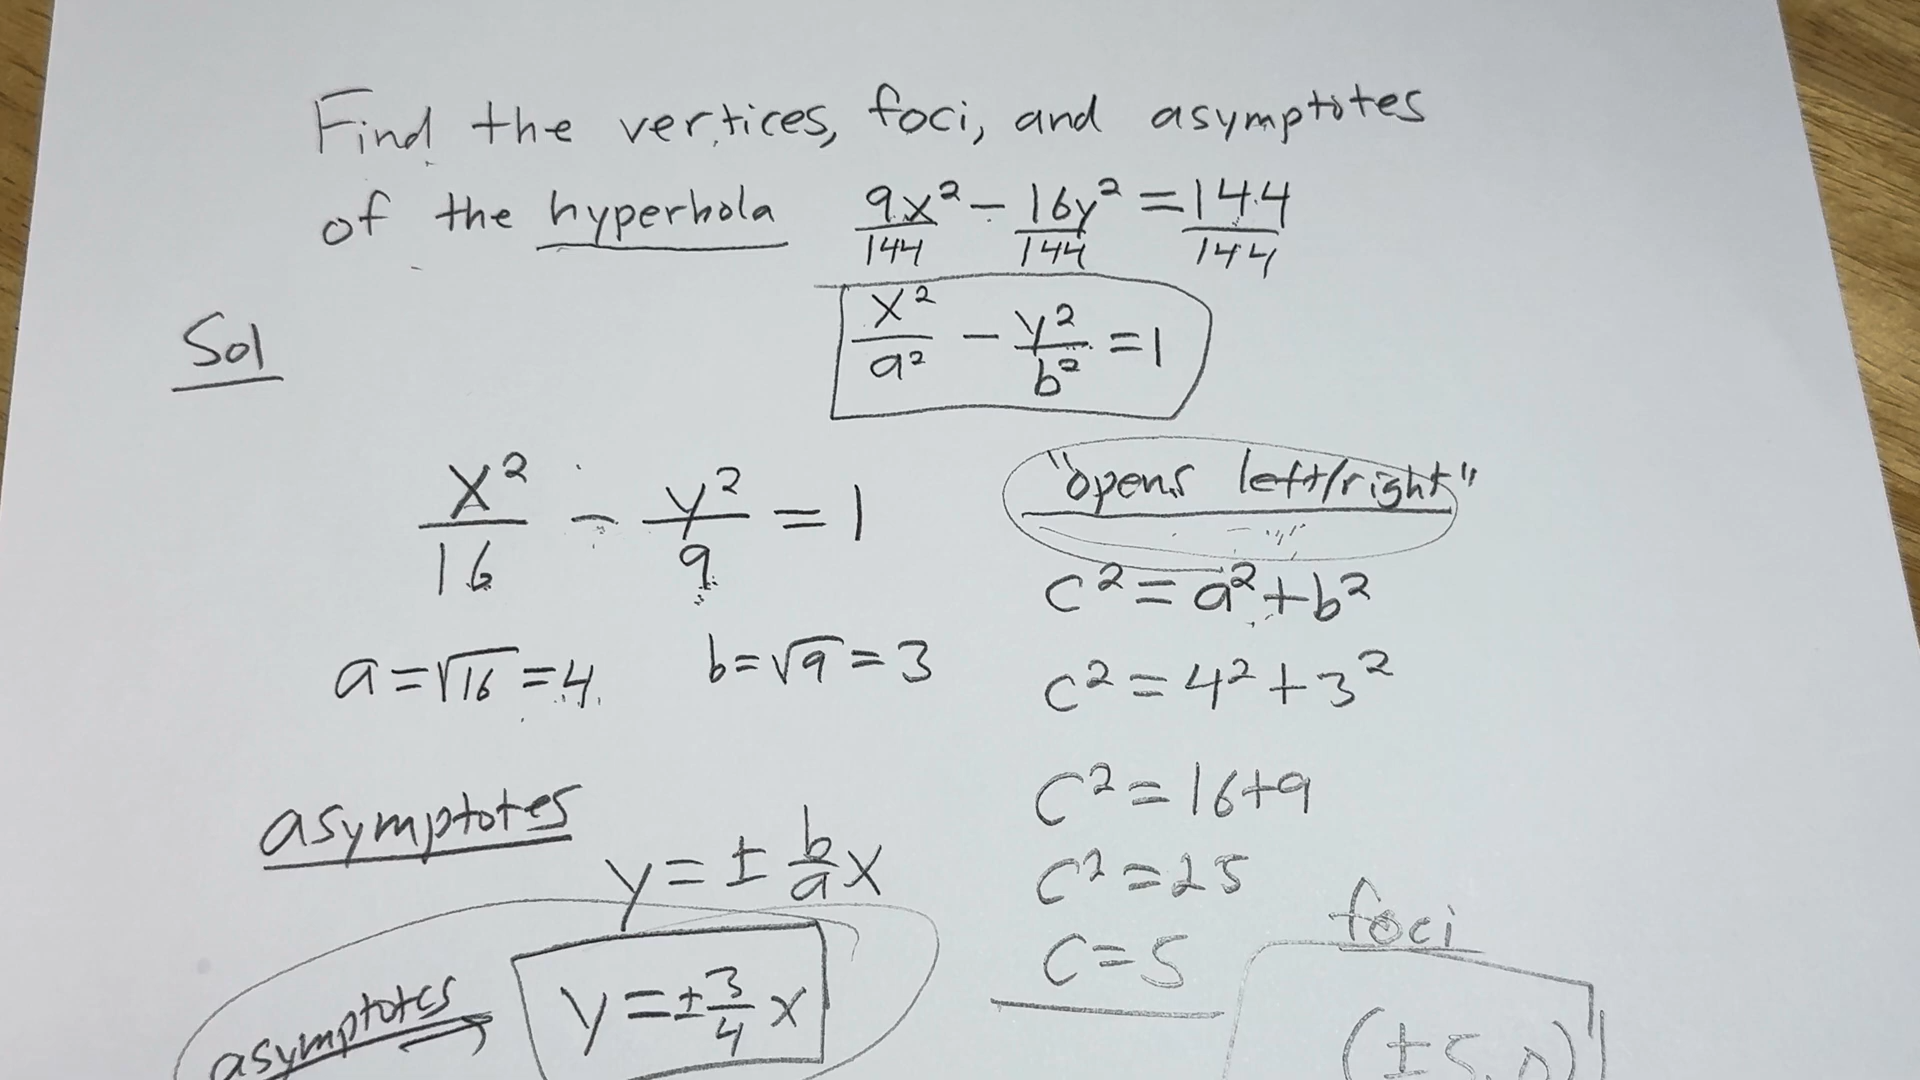 Find the vertices, foci, and asymptotes
of the hyperbola 9x²/144 - 16y²/144 = 144/144
x²/a² - y²/b² = 1
Sol
x²/16 - y²/9 = 1
"opens left/right"
a = √16 = 4
b = √9 = 3
c² = a² + b²
c² = 4² + 3²
c² = 16+9
c² = 25
c = 5
asymptotes
y = ± b/a x
asymptotes
y = ± 3/4 x
foci
(±5,0)